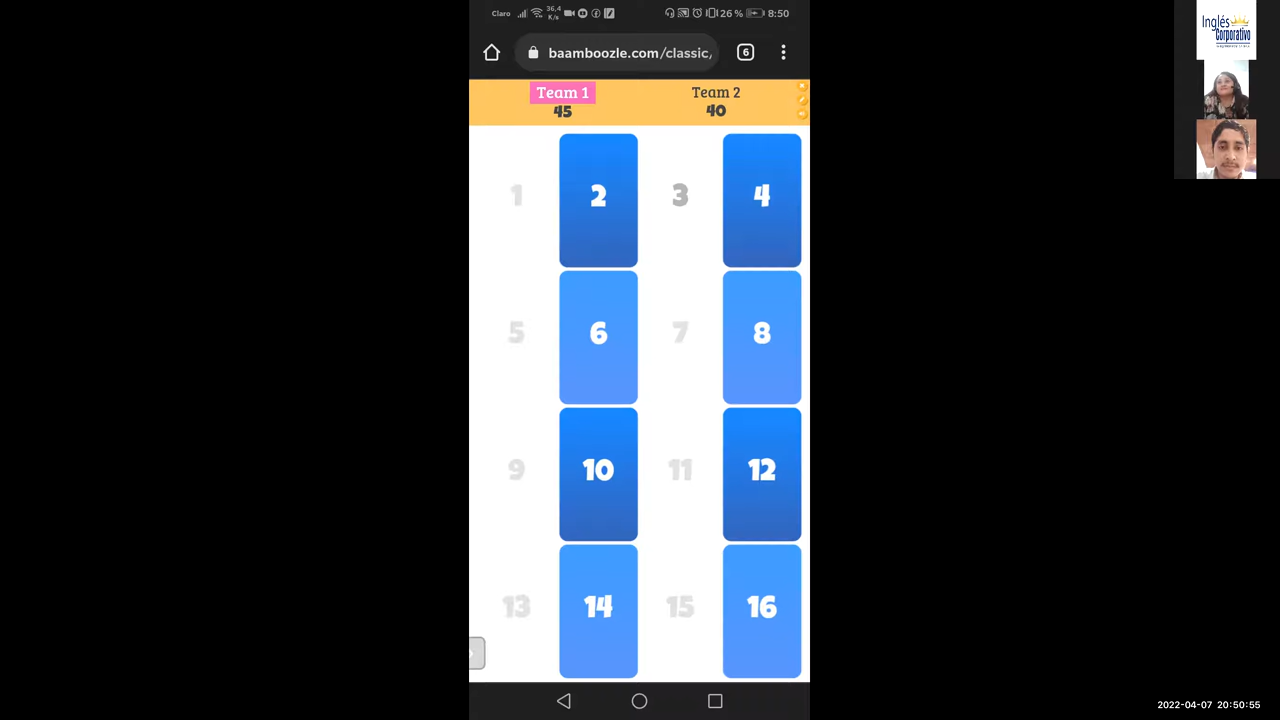 Claro 36,4 K/s 26 % 8:50
baamboozle.com/classic, 6
Team 1 Team 2
45 40
1 2 3 4
5 6 7 8
9 10 11 12
13 14 15 16
Inglés
Corporativo
2022-04-07 20:50:55